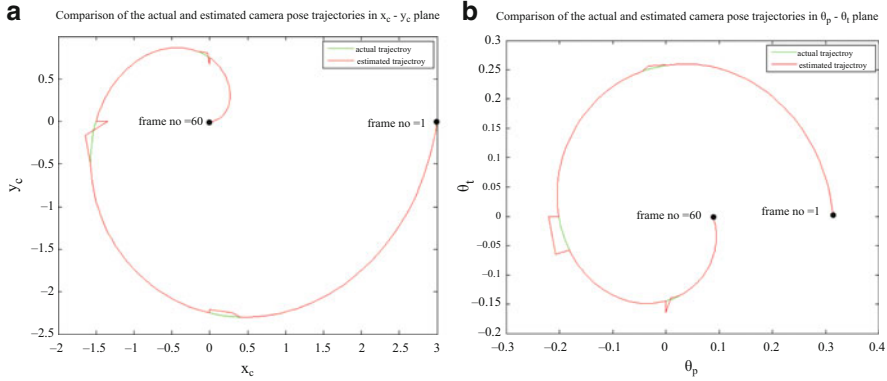 a
Comparison of the actual and estimated camera pose trajectories in x_c - y_c plane
actual trajectroy
estimated trajectroy
0.5
0
−0.5
−1
−1.5
−2
−2.5
y_c
frame no =60
frame no =1
−2
−1.5
−1
−0.5
0
0.5
1
1.5
2
2.5
3
x_c
b
Comparison of the actual and estimated camera pose trajectories in θ_p - θ_t plane
actual trajectroy
estimated trajectroy
0.3
0.25
0.2
0.15
0.1
0.05
0
−0.05
−0.1
−0.15
−0.2
θ_t
frame no =60
frame no =1
−0.3
−0.2
−0.1
0
0.1
0.2
0.3
0.4
θ_p